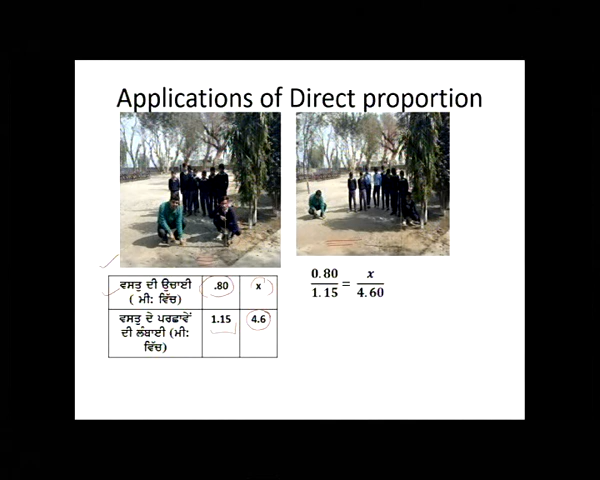 Applications of Direct proportion
ਵਸਤੂ ਦੀ ਉਚਾਈ
( ਮੀ: ਵਿੱਚ)
.80
x
ਵਸਤੂ ਦੇ ਪਰਛਾਵੇਂ
ਦੀ ਲੰਬਾਈ (ਮੀ:
ਵਿੱਚ)
1.15
4.6
0.80/1.15 = x/4.60